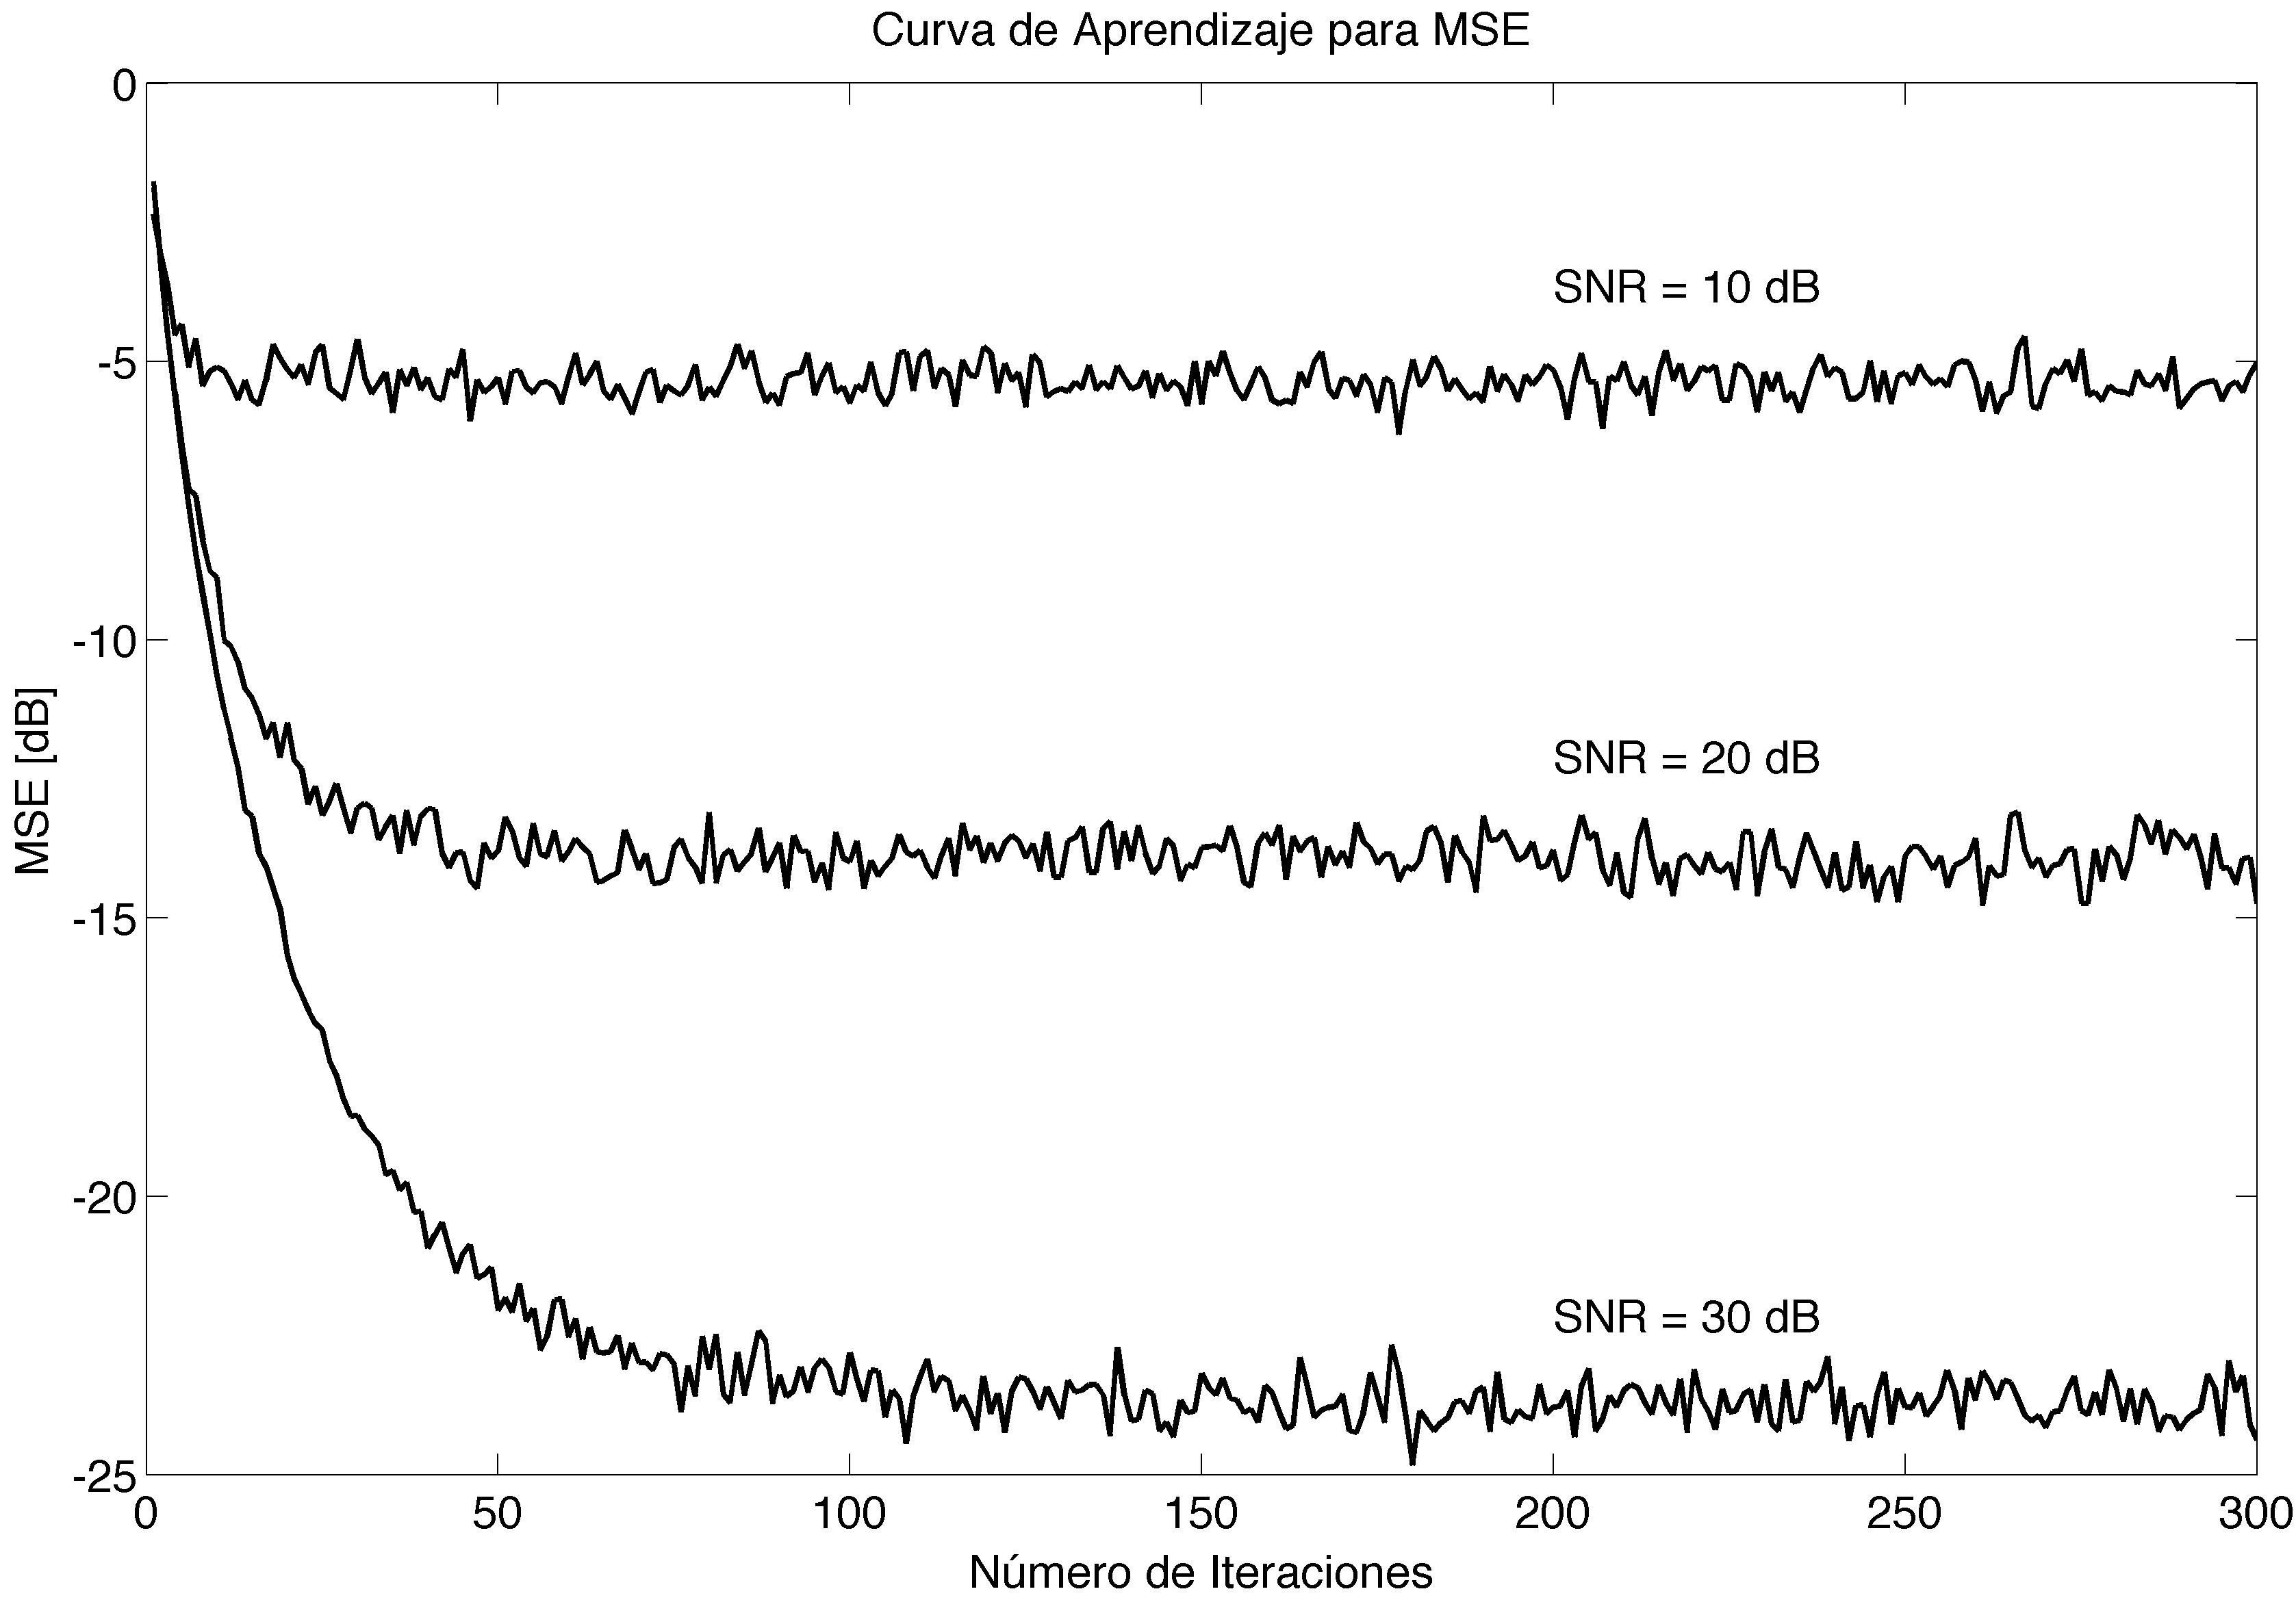 Curva de Aprendizaje para MSE
0
-5
-10
-15
-20
-25
MSE [dB]
SNR = 10 dB
SNR = 20 dB
SNR = 30 dB
0 50 100 150 200 250 300
Número de Iteraciones